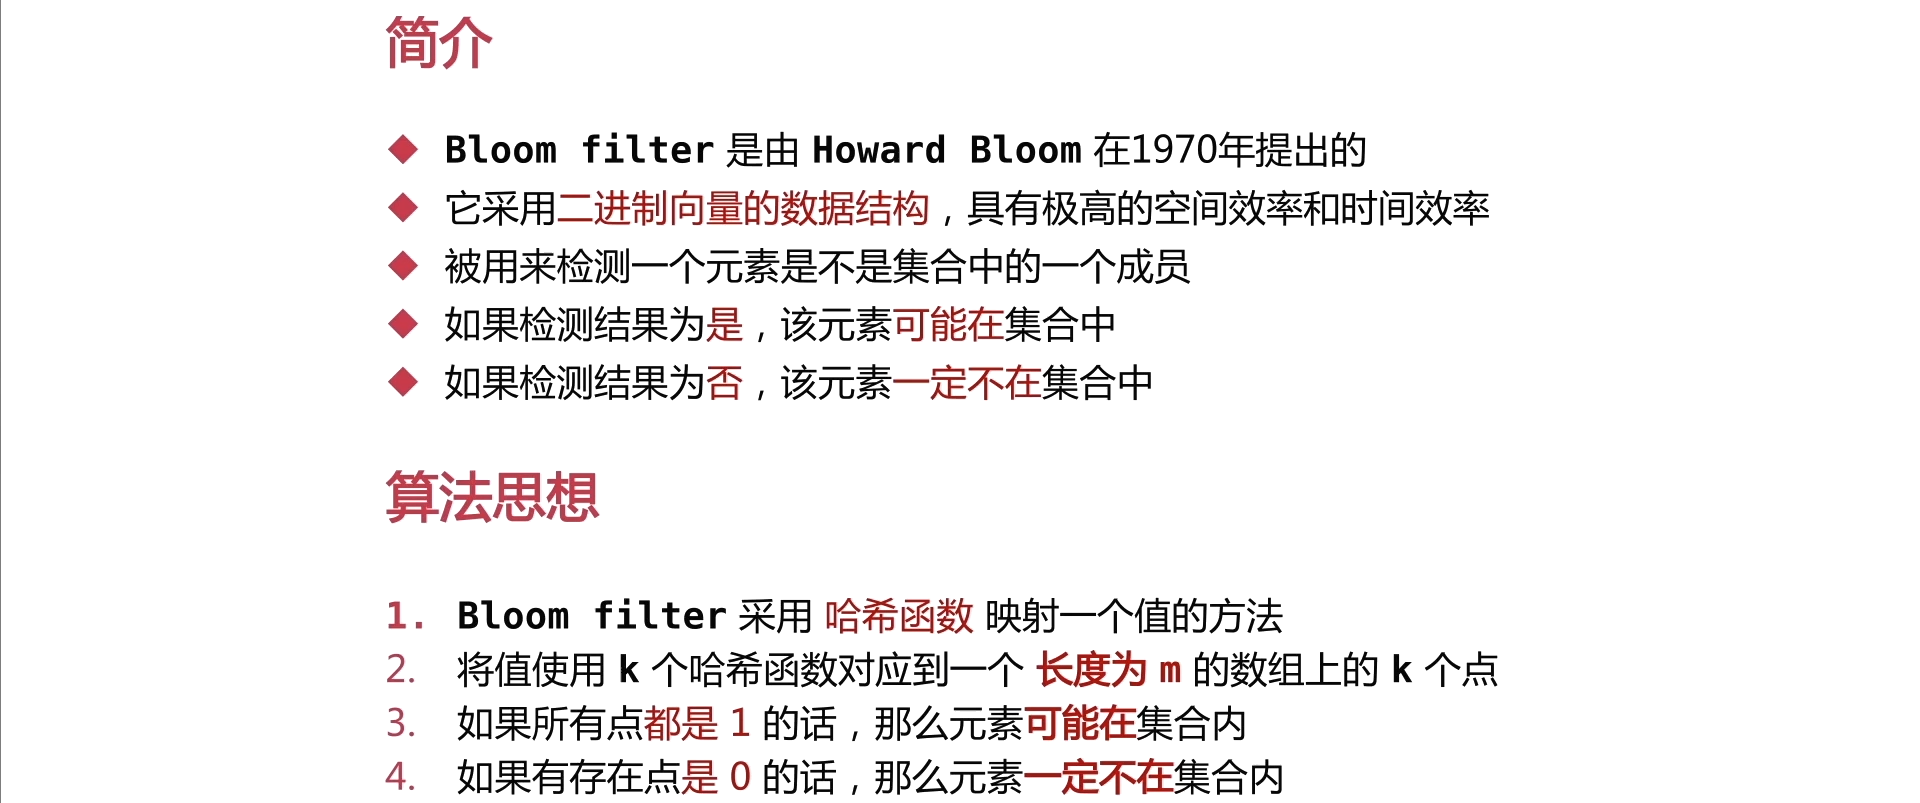 简介
Bloom filter 是由 Howard Bloom 在1970年提出的
它采用二进制向量的数据结构，具有极高的空间效率和时间效率
被用来检测一个元素是不是集合中的一个成员
如果检测结果为是，该元素可能在集合中
如果检测结果为否，该元素一定不在集合中
算法思想
1. Bloom filter 采用 哈希函数 映射一个值的方法
2. 将值使用 k 个哈希函数对应到一个 长度为 m 的数组上的 k 个点
3. 如果所有点都是 1 的话，那么元素可能在集合内
4. 如果有存在点是 0 的话，那么元素一定不在集合内